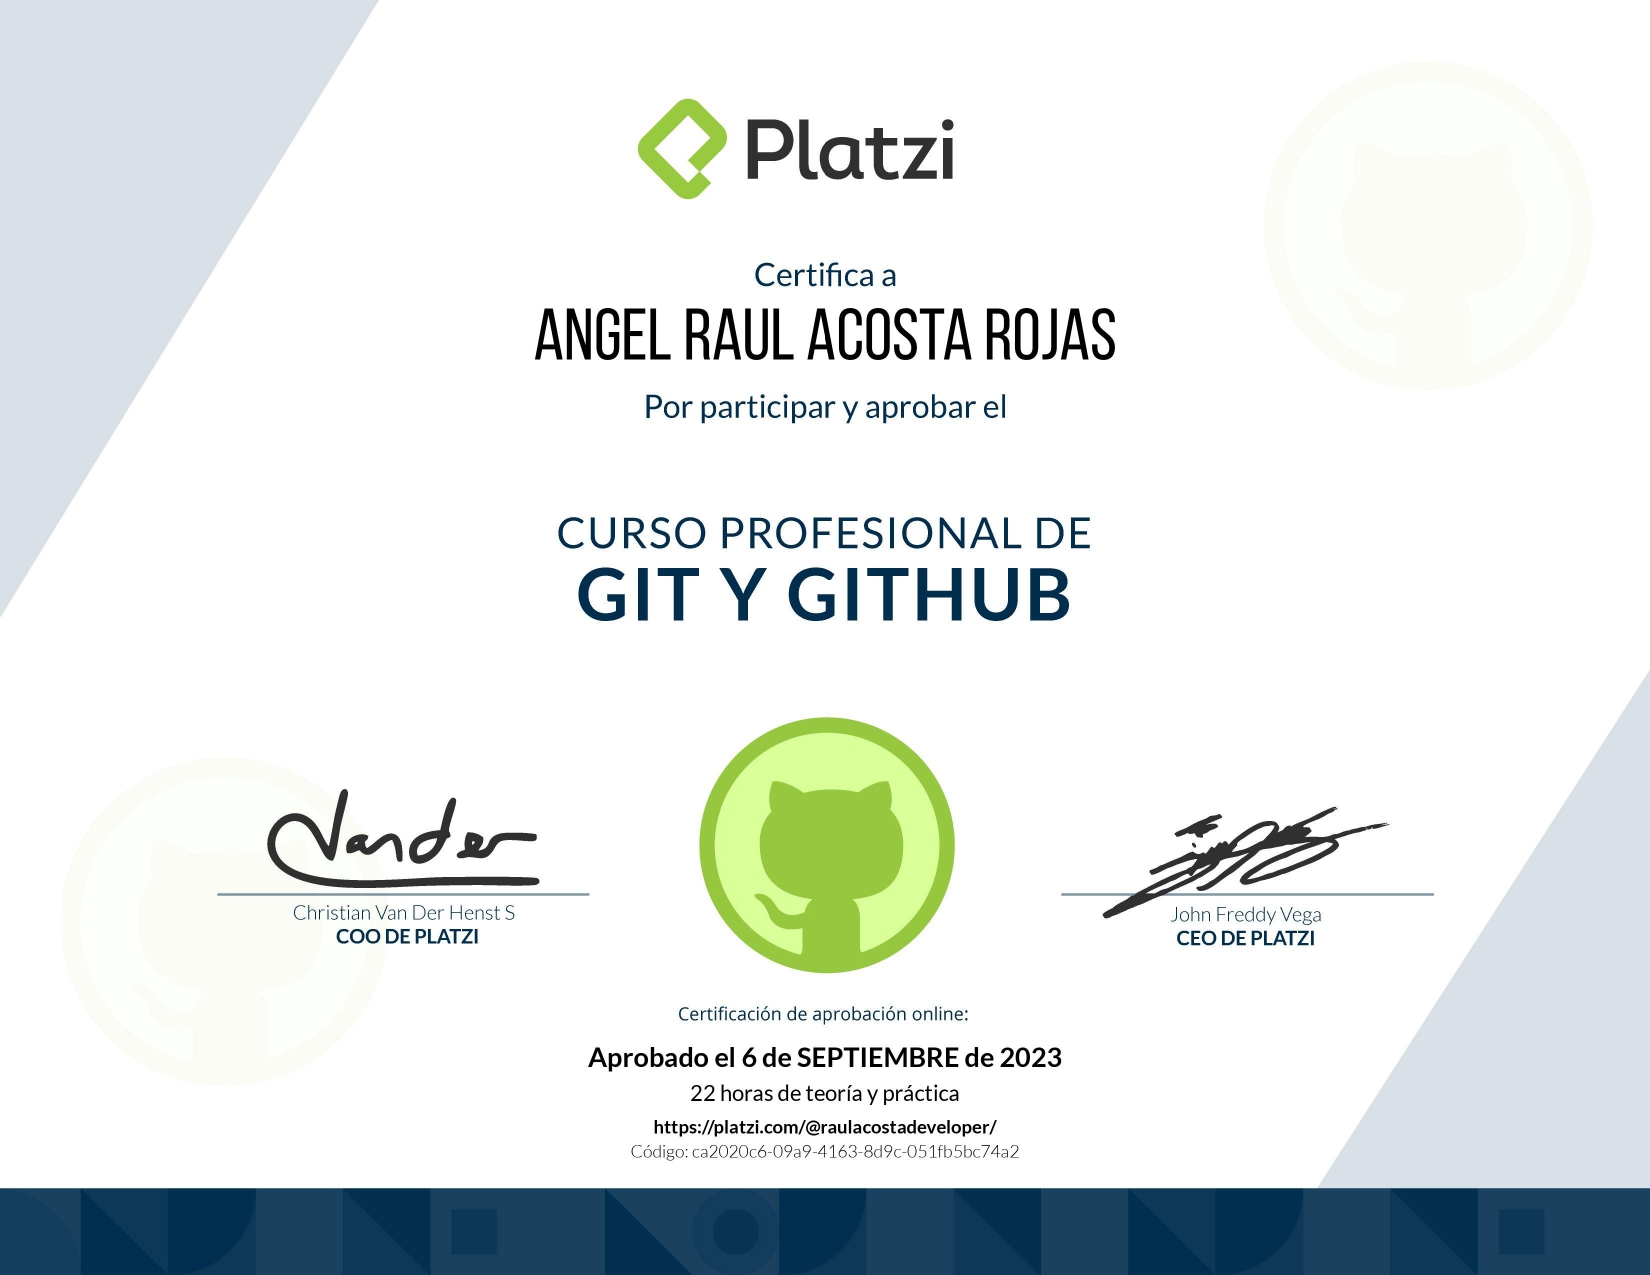 Platzi
Certifica a
ANGEL RAUL ACOSTA ROJAS
Por participar y aprobar el
CURSO PROFESIONAL DE
GIT Y GITHUB
Vander
Christian Van Der Henst S
COO DE PLATZI
John Freddy Vega
CEO DE PLATZI
Certificación de aprobación online:
Aprobado el 6 de SEPTIEMBRE de 2023
22 horas de teoría y práctica
https://platzi.com/@raulacostadeveloper/
Código: ca2020c6-09a9-4163-8d9c-051fb5bc74a2